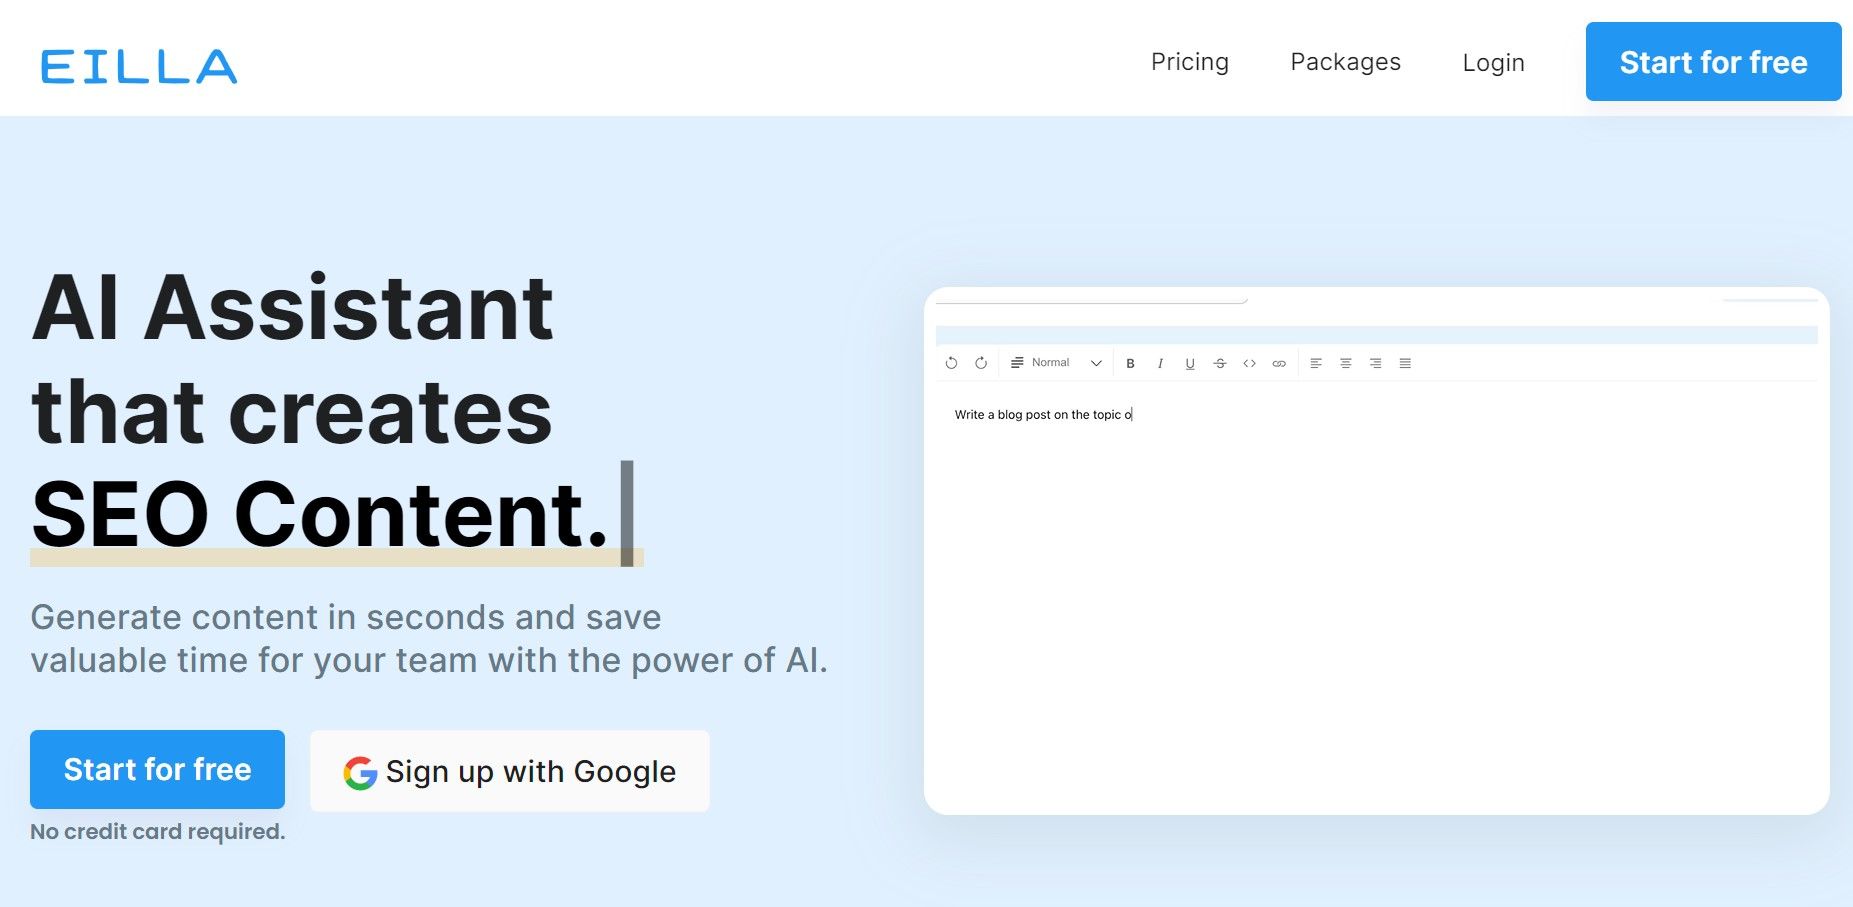 EILLA
Pricing
Packages
Login
Start for free
AI Assistant
that creates
SEO Content.
Generate content in seconds and save
valuable time for your team with the power of AI.
Start for free
Sign up with Google
No credit card required.
Normal
B I U S
Write a blog post on the topic o